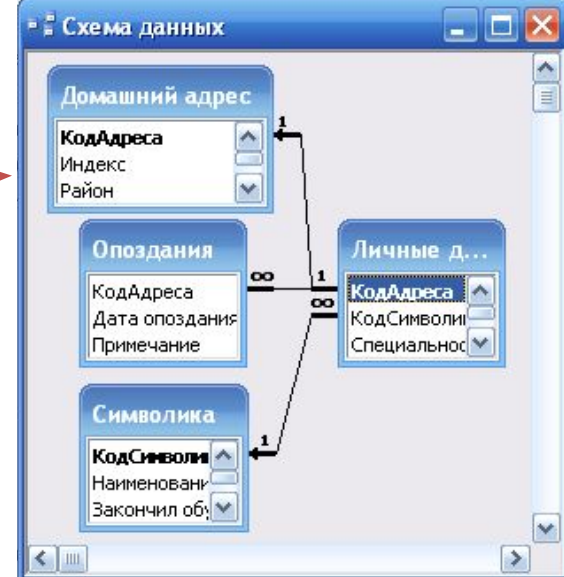 Схема данных
Домашний адрес
КодАдреса
Индекс
Район
1
Опоздания
КодАдреса
Дата опоздания
Примечание
∞ 1
∞
Личные д...
КодАдреса
КодСимволи
Специальнос
Символика
КодСимволи
Наименовани
Закончил обу
1